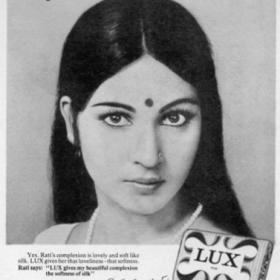 Yes. Rati's complexion is lovely and soft like
silk. LUX gives her that loveliness - that softness.
Rati says: "LUX gives my beautiful complexion
the softness of silk"
LUX